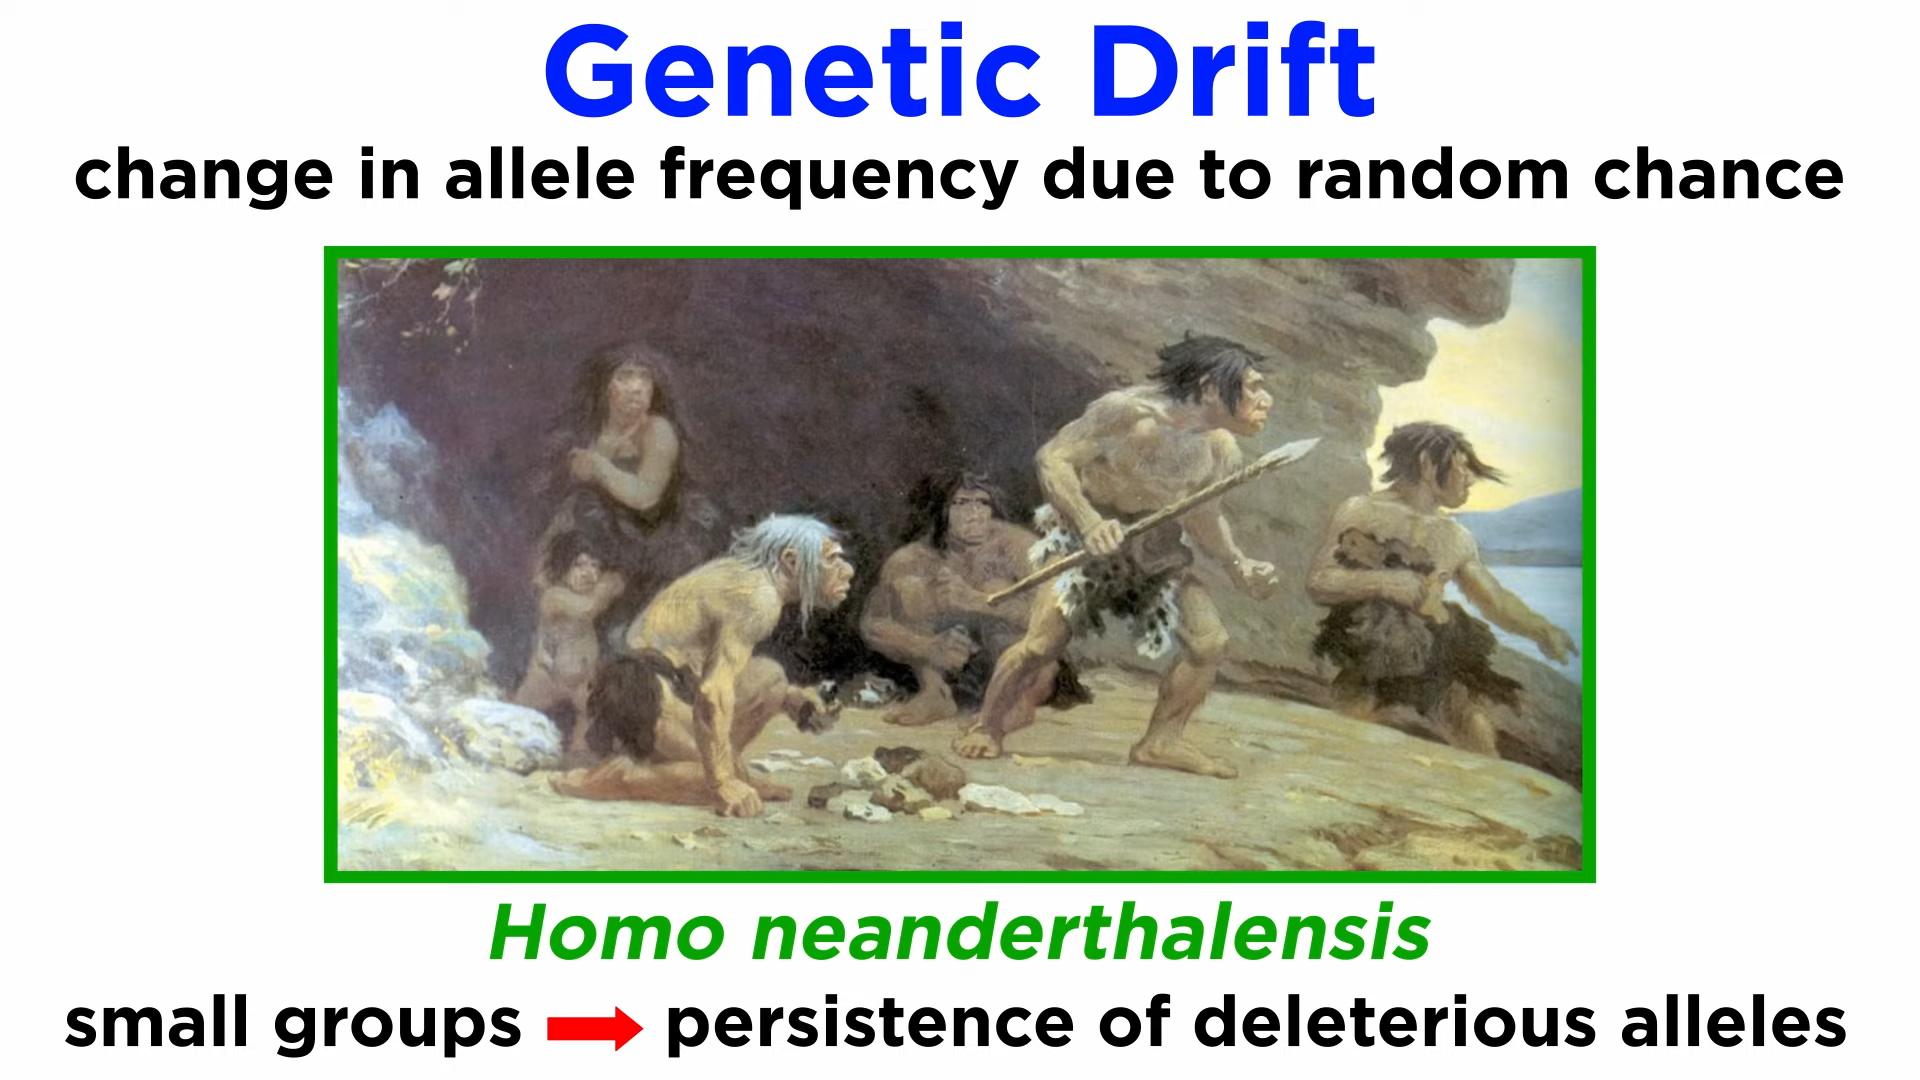 Genetic Drift
change in allele frequency due to random chance
Homo neanderthalensis
small groups → persistence of deleterious alleles